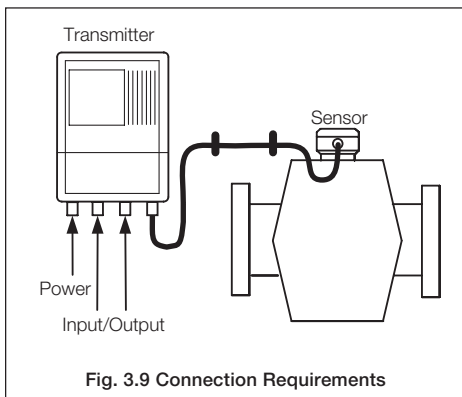 Transmitter
Sensor
Power
Input/Output
Fig. 3.9 Connection Requirements